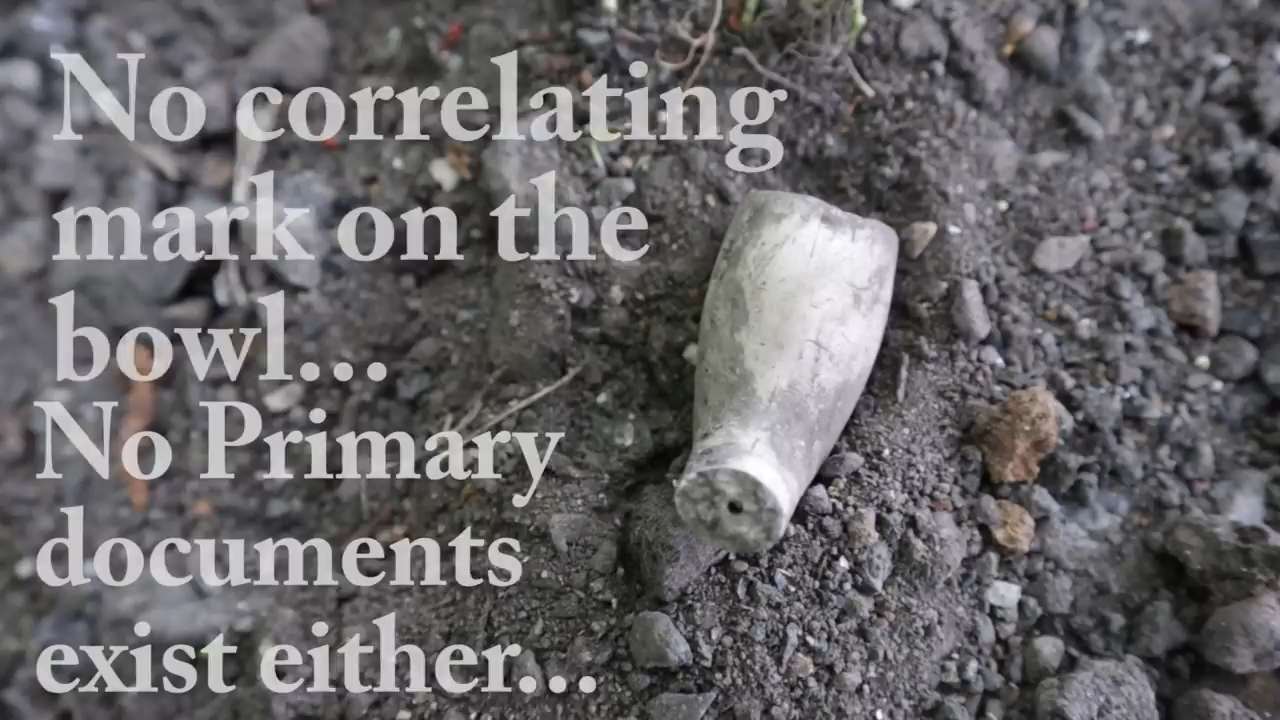 No correlating
mark on the
bowl...
No Primary
documents
exist either...